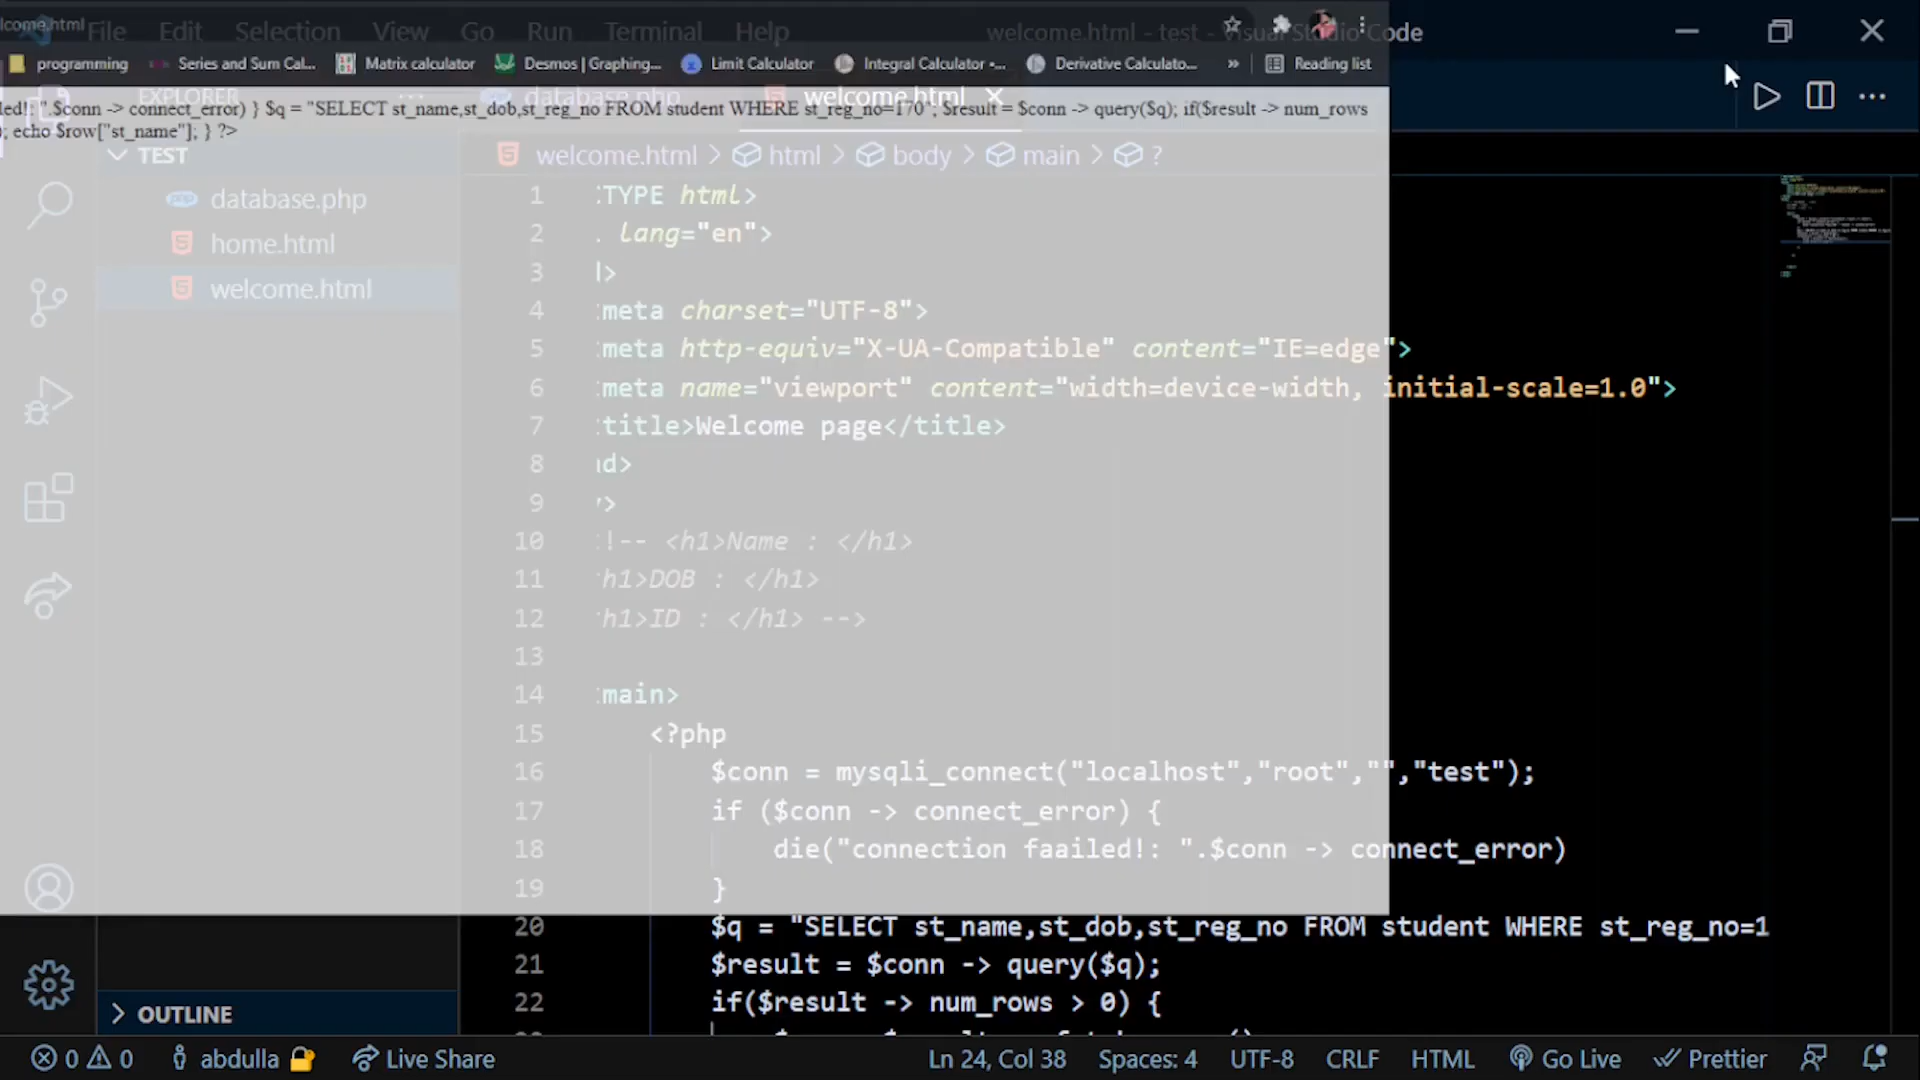 lcome.html
File Edit Selection View Go Run Terminal Help welcome.html - test - Visual Studio Code
programming Series and Sum Cal... Matrix calculator Desmos | Graphing... Limit Calculator Integral Calculator •... Derivative Calculato... » Reading list
EXPLORER ... database.php welcome.html
led!: ".$conn -> connect_error) } $q = "SELECT st_name,st_dob,st_reg_no FROM student WHERE st_reg_no=170"; $result = $conn -> query($q); if($result -> num_rows
); echo $row["st_name"]; } ?>
TEST
welcome.html > html > body > main > ?
database.php
home.html
welcome.html
1 TYPE html>
2 lang="en">
3 >
4 meta charset="UTF-8">
5 meta http-equiv="X-UA-Compatible" content="IE=edge">
6 meta name="viewport" content="width=device-width, initial-scale=1.0">
7 title>Welcome page</title>
8 d>
9 >
10 !-- <h1>Name : </h1>
11 h1>DOB : </h1>
12 h1>ID : </h1> -->
13
14 main>
15 <?php
16 $conn = mysqli_connect("localhost","root","","test");
17 if ($conn -> connect_error) {
18 die("connection faailed!: ".$conn -> connect_error)
19 }
20 $q = "SELECT st_name,st_dob,st_reg_no FROM student WHERE st_reg_no=1
21 $result = $conn -> query($q);
22 if($result -> num_rows > 0) {
OUTLINE
0 0 abdulla Live Share Ln 24, Col 38 Spaces: 4 UTF-8 CRLF HTML Go Live Prettier